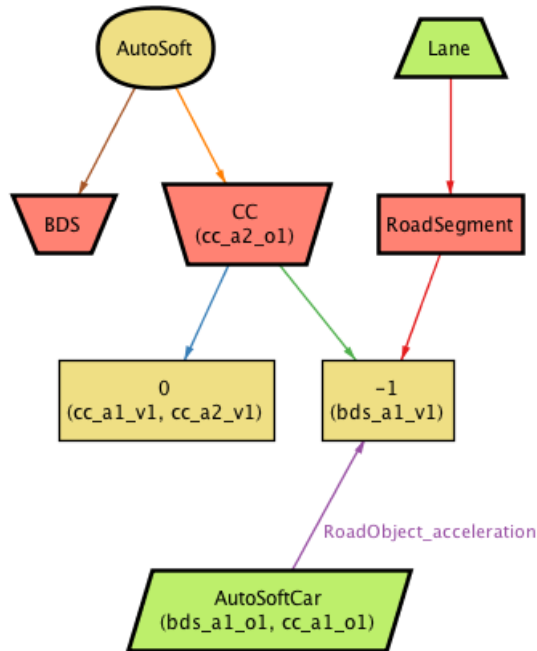 AutoSoft
Lane
BDS
CC
(cc_a2_o1)
RoadSegment
0
(cc_a1_v1, cc_a2_v1)
-1
(bds_a1_v1)
RoadObject_acceleration
AutoSoftCar
(bds_a1_o1, cc_a1_o1)